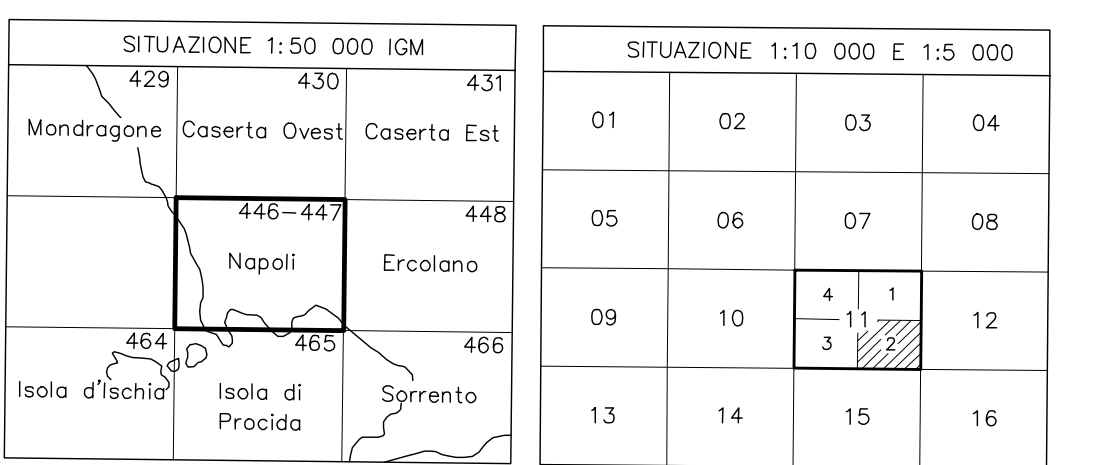 SITUAZIONE 1:50 000 IGM
429 430 431
Mondragone Caserta Ovest Caserta Est
446-447 448
Napoli Ercolano
464 465 466
Isola d'Ischia Isola di Sorrento
Procida
SITUAZIONE 1:10 000 E 1:5 000
01 02 03 04
05 06 07 08
4 1
09 10 11 12
3 2
13 14 15 16